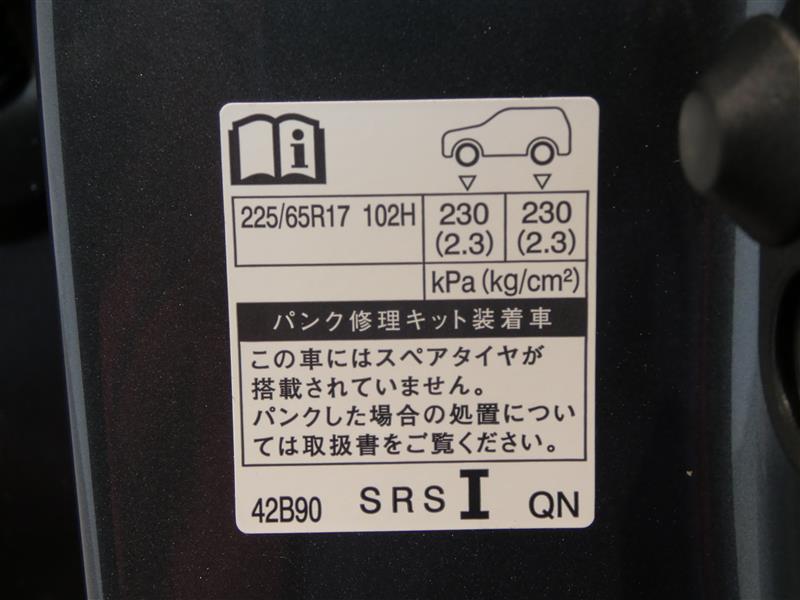 i
225/65R17 102H 230 230
(2.3) (2.3)
kPa (kg/cm²)
パンク修理キット装着車
この車にはスペアタイヤが
搭載されていません。
パンクした場合の処置につい
ては取扱書をご覧ください。
42B90 SRS I QN